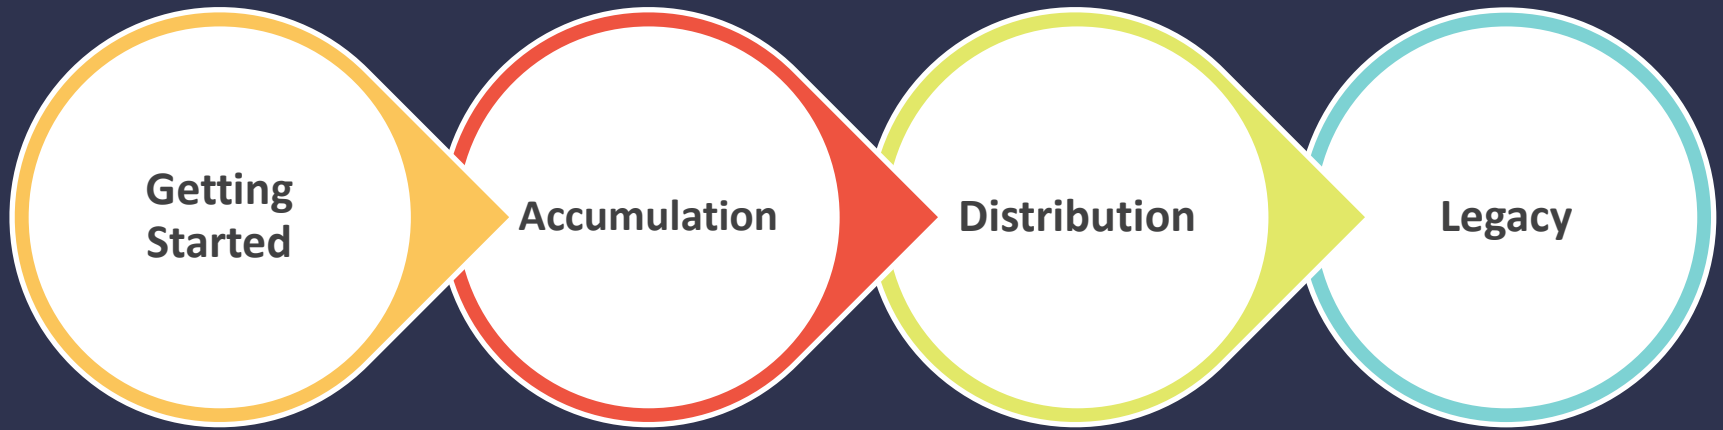 Getting
Started
Accumulation
Distribution
Legacy